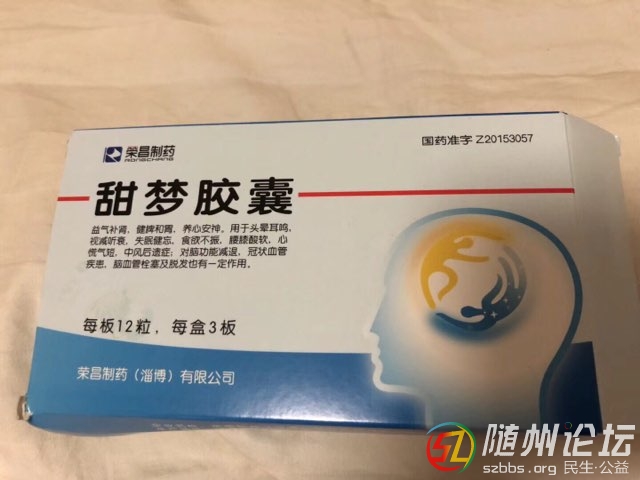 荣昌制药
RONGCHANG
国药准字 Z20153057
甜梦胶囊
益气补肾，健脾和胃，养心安神。用于头晕耳鸣，
视减听衰，失眠健忘，食欲不振，腰膝酸软，心
慌气短，中风后遗症；对脑功能减退，冠状血管
疾患，脑血管栓塞及脱发也有一定作用。
每板12粒，每盒3板
荣昌制药（淄博）有限公司
随州论坛
szbbs.org 民生·公益